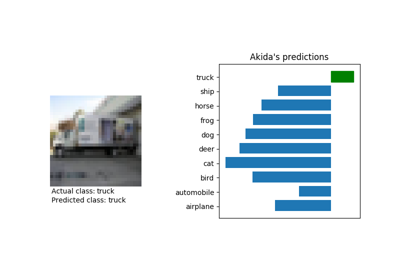 Akida's predictions
truck
ship
horse
frog
dog
deer
cat
bird
automobile
airplane
Actual class: truck
Predicted class: truck